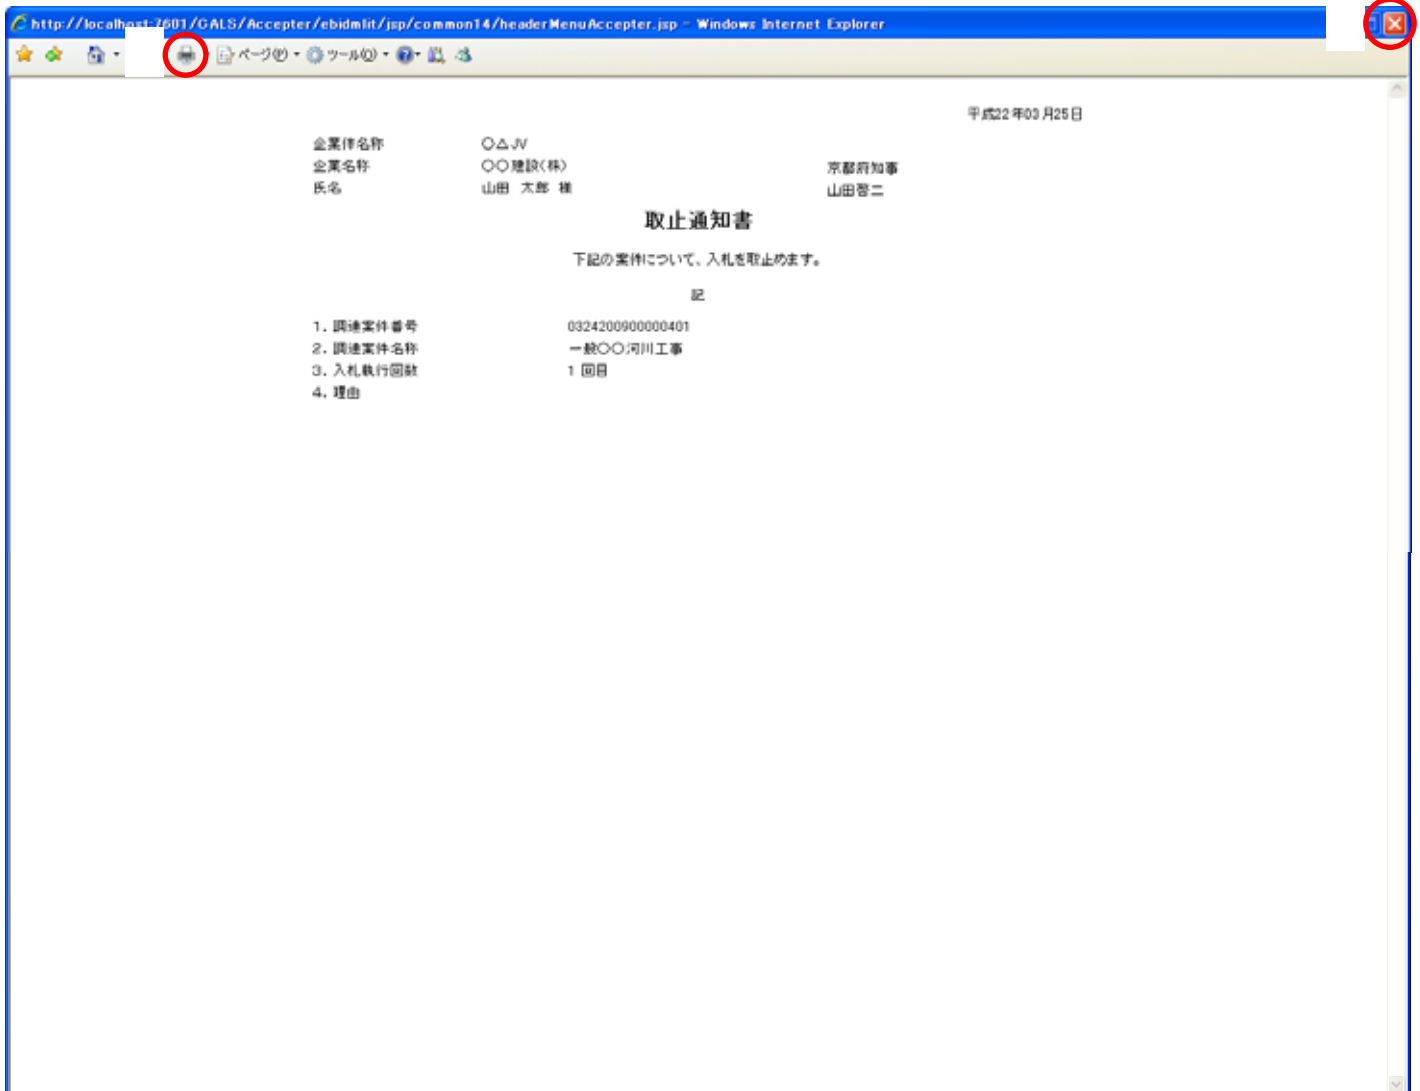 http://localhost:7601/CALS/Accepter/ebidmlit/jsp/common14/headerMenuAccepter.jsp - Windows Internet Explorer
ページ(P) ツール(O)
平成22年03月25日
企業体名称 〇△JV
企業名称 〇〇建設(株) 京都府知事
氏名 山田 太郎 様 山田啓二
取止通知書
下記の案件について、入札を取止めます。
記
1. 調達案件番号 0324200900000401
2. 調達案件名称 一般〇〇河川工事
3. 入札執行回数 1 回目
4. 理由